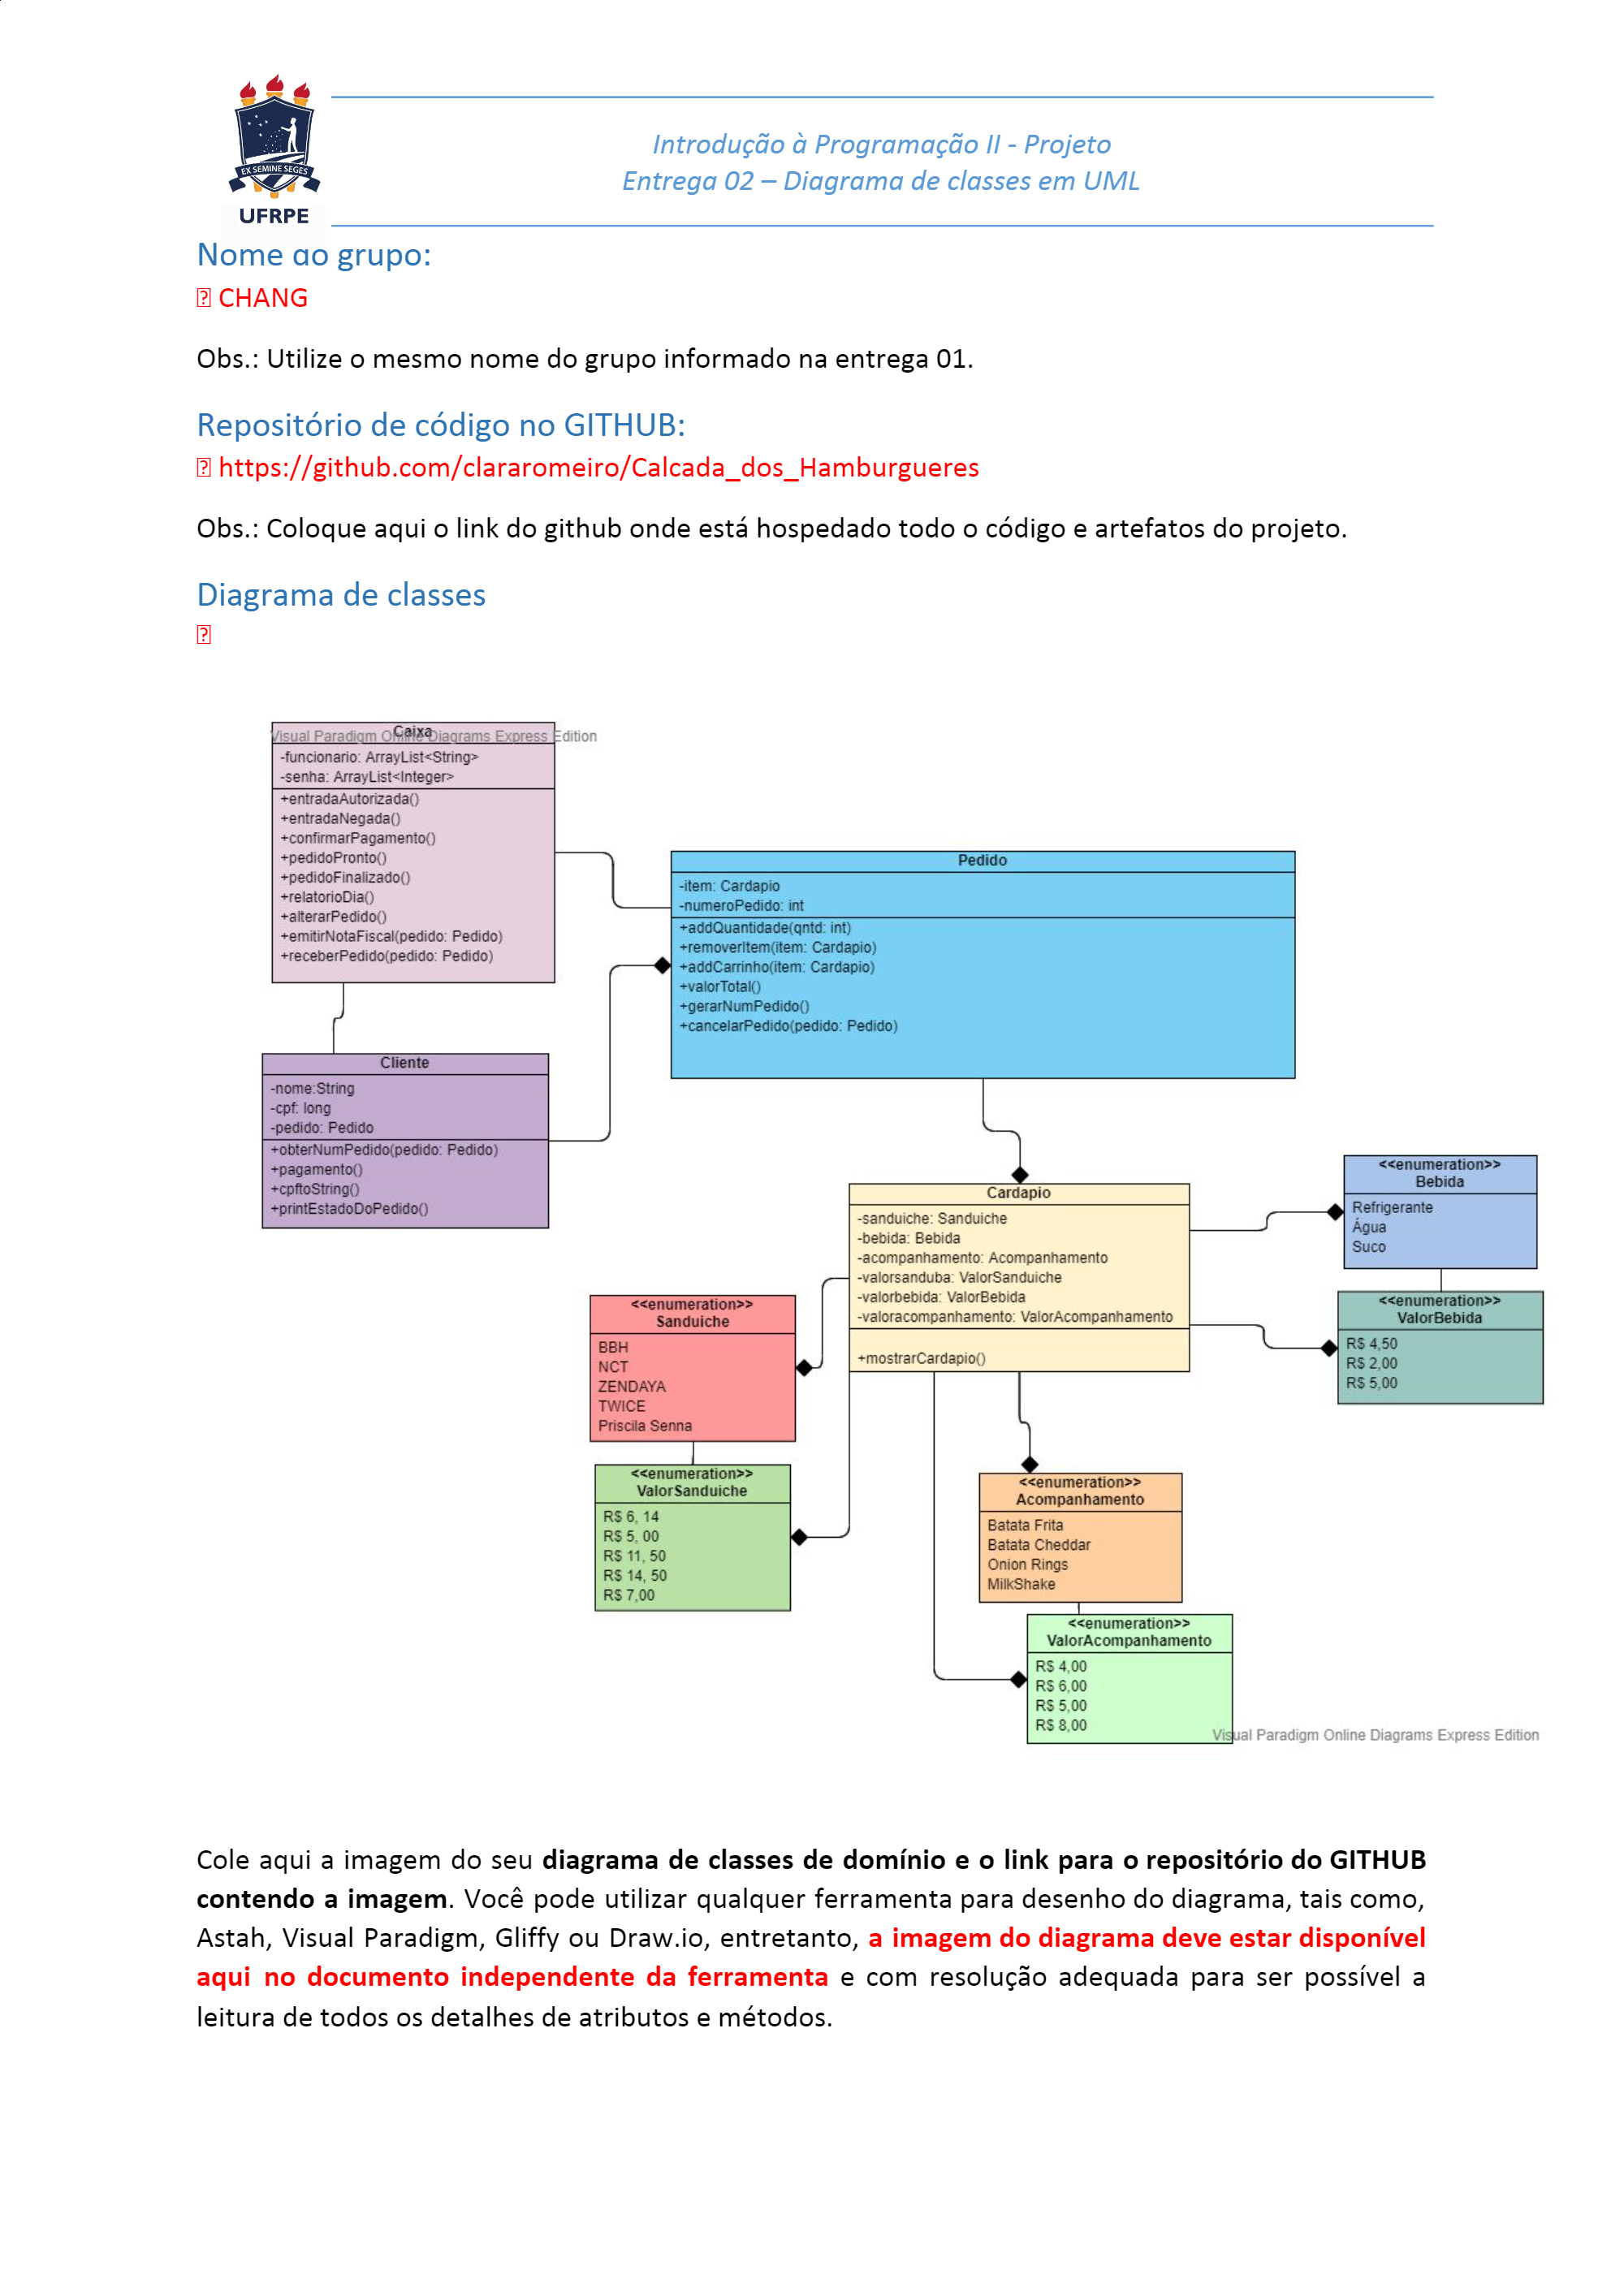 EX SEMINE SEGES
UFRPE
Introdução à Programação II - Projeto
Entrega 02 – Diagrama de classes em UML
Nome do grupo:
CHANG
Obs.: Utilize o mesmo nome do grupo informado na entrega 01.
Repositório de código no GITHUB:
https://github.com/clararomeiro/Calcada_dos_Hamburgueres
Obs.: Coloque aqui o link do github onde está hospedado todo o código e artefatos do projeto.
Diagrama de classes
Caixa
Visual Paradigm Online Diagrams Express Edition
-funcionario: ArrayList<String>
-senha: ArrayList<Integer>
+entradaAutorizada()
+entradaNegada()
+confirmarPagamento()
+pedidoPronto()
+pedidoFinalizado()
+relatorioDia()
+alterarPedido()
+emitirNotaFiscal(pedido: Pedido)
+receberPedido(pedido: Pedido)
Pedido
-item: Cardapio
-numeroPedido: int
+addQuantidade(qntd: int)
+removerItem(item: Cardapio)
+addCarrinho(item: Cardapio)
+valorTotal()
+gerarNumPedido()
+cancelarPedido(pedido: Pedido)
Cliente
-nome:String
-cpf: long
-pedido: Pedido
+obterNumPedido(pedido: Pedido)
+pagamento()
+cpftoString()
+printEstadoDoPedido()
Cardapio
-sanduiche: Sanduiche
-bebida: Bebida
-acompanhamento: Acompanhamento
-valorsanduba: ValorSanduiche
-valorbebida: ValorBebida
-valoracompanhamento: ValorAcompanhamento
+mostrarCardapio()
<<enumeration>>
Bebida
Refrigerante
Água
Suco
<<enumeration>>
ValorBebida
R$ 4,50
R$ 2,00
R$ 5,00
<<enumeration>>
Sanduiche
BBH
NCT
ZENDAYA
TWICE
Priscila Senna
<<enumeration>>
ValorSanduiche
R$ 6, 14
R$ 5, 00
R$ 11, 50
R$ 14, 50
R$ 7,00
<<enumeration>>
Acompanhamento
Batata Frita
Batata Cheddar
Onion Rings
MilkShake
<<enumeration>>
ValorAcompanhamento
R$ 4,00
R$ 6,00
R$ 5,00
R$ 8,00
Visual Paradigm Online Diagrams Express Edition
Cole aqui a imagem do seu diagrama de classes de domínio e o link para o repositório do GITHUB
contendo a imagem. Você pode utilizar qualquer ferramenta para desenho do diagrama, tais como,
Astah, Visual Paradigm, Gliffy ou Draw.io, entretanto, a imagem do diagrama deve estar disponível
aqui no documento independente da ferramenta e com resolução adequada para ser possível a
leitura de todos os detalhes de atributos e métodos.